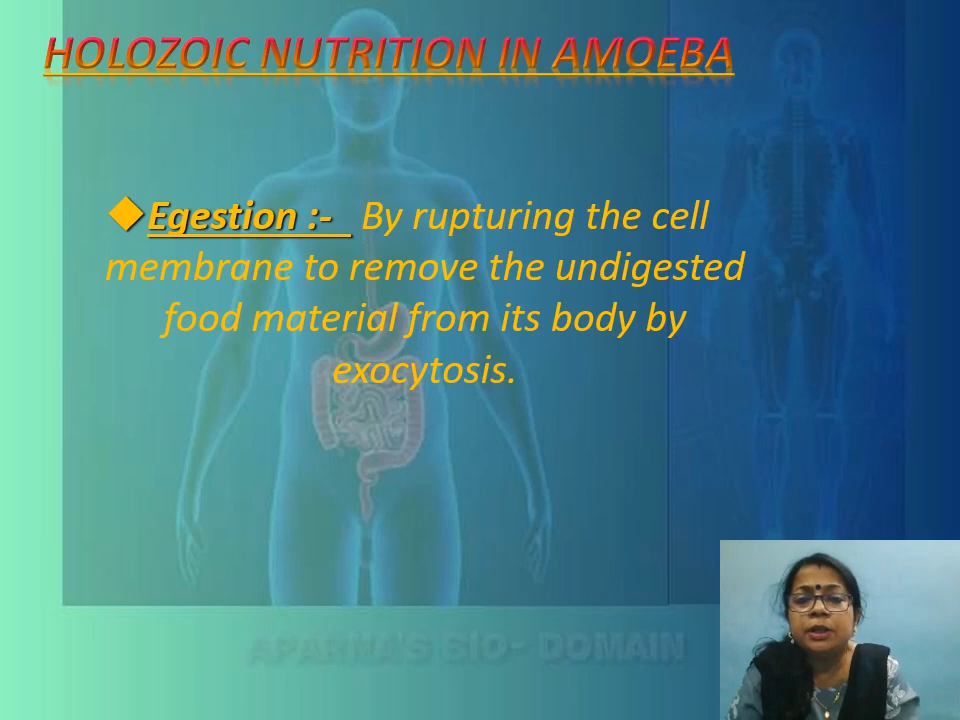 HOLOZOIC NUTRITION IN AMOEBA
◆Egestion :- By rupturing the cell
membrane to remove the undigested
food material from its body by
exocytosis.
APARNA'S BIO- DOMAIN